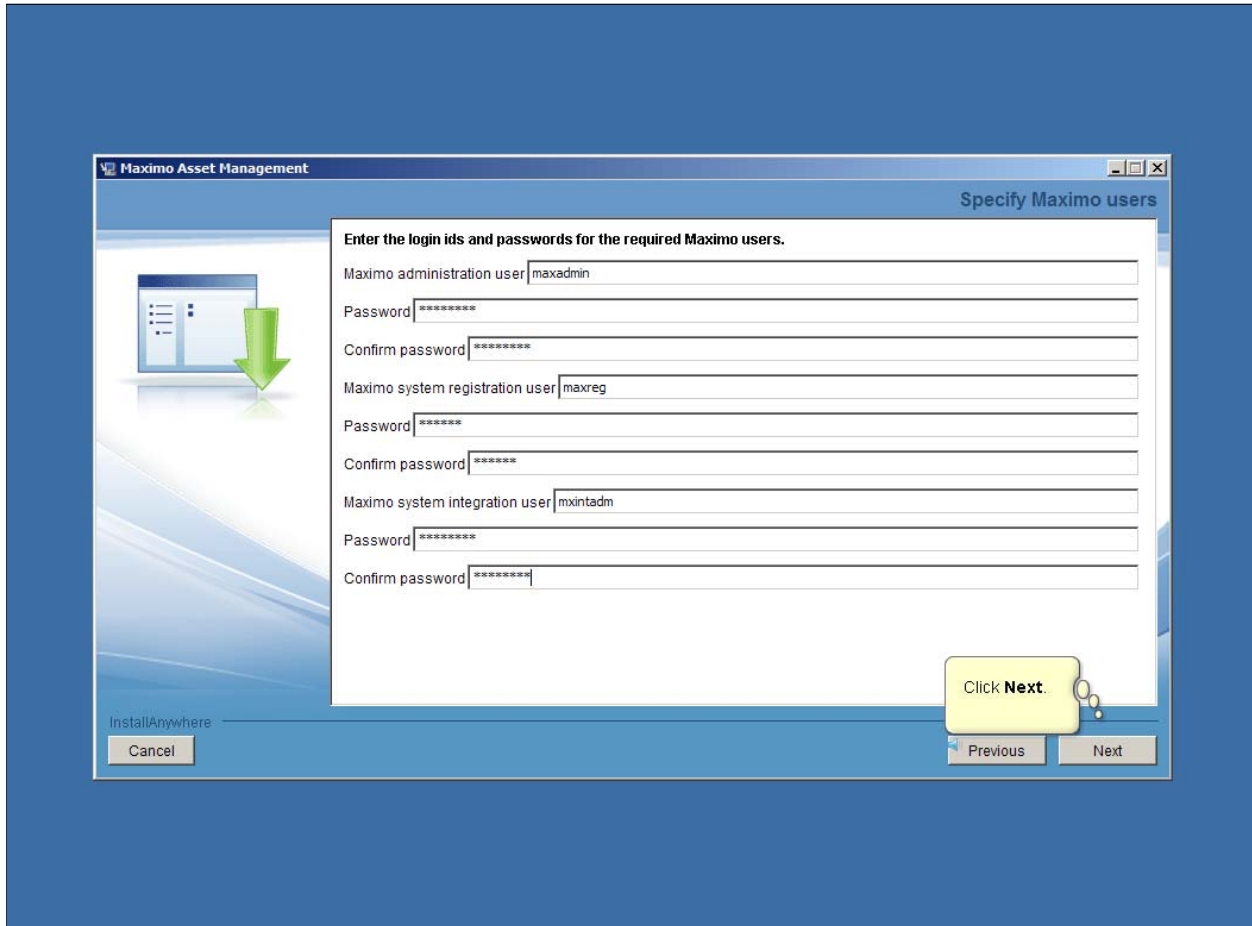 Maximo Asset Management
Specify Maximo users
Enter the login ids and passwords for the required Maximo users.
Maximo administration user maxadmin
Password ********
Confirm password ********
Maximo system registration user maxreg
Password ******
Confirm password ******
Maximo system integration user mxintadm
Password ********
Confirm password ********
Click Next.
InstallAnywhere
Cancel Previous Next